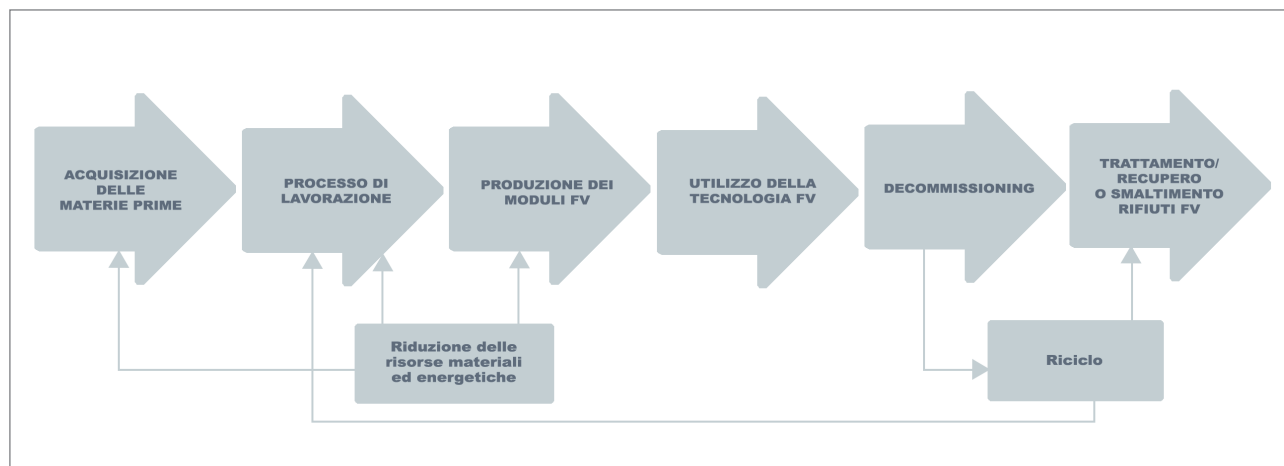 ACQUISIZIONE
DELLE
MATERIE PRIME
PROCESSO DI
LAVORAZIONE
PRODUZIONE DEI
MODULI FV
UTILIZZO DELLA
TECNOLOGIA FV
DECOMMISSIONING
TRATTAMENTO/
RECUPERO
O SMALTIMENTO
RIFIUTI FV
Riduzione delle
risorse materiali
ed energetiche
Riciclo